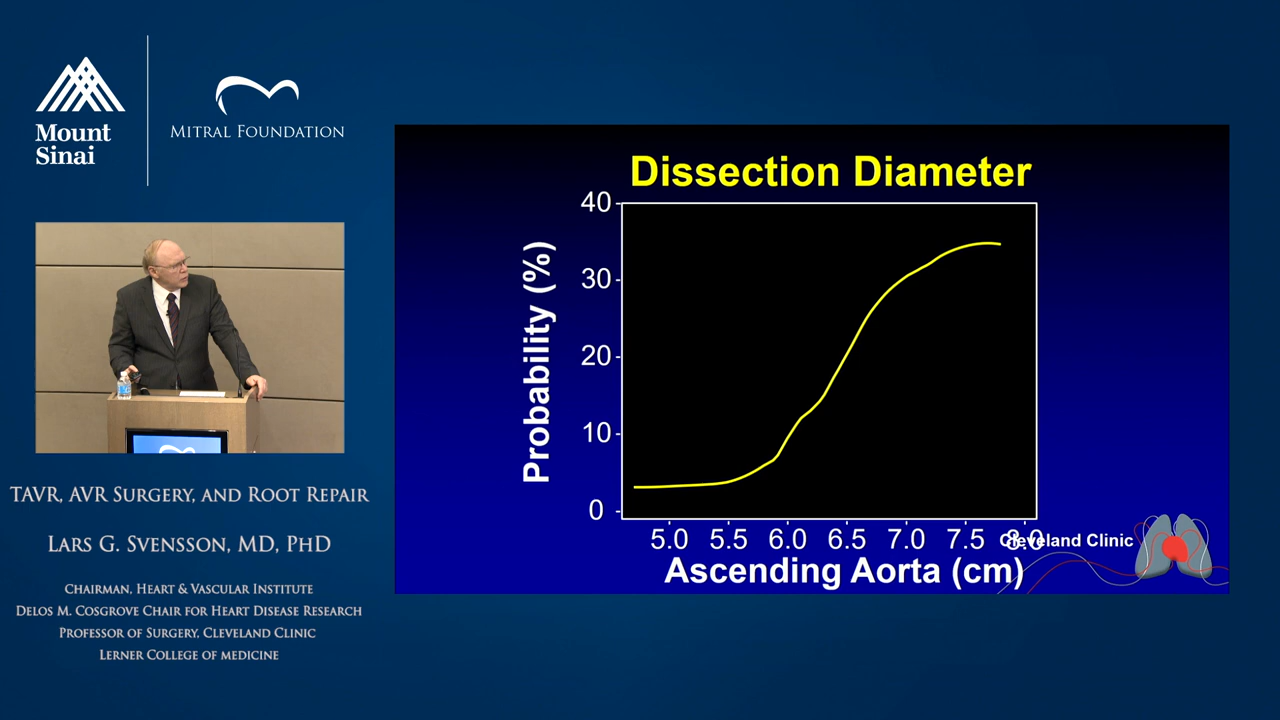 Mount
Sinai
MITRAL FOUNDATION
TAVR, AVR SURGERY, AND ROOT REPAIR
LARS G. SVENSSON, MD, PHD
CHAIRMAN, HEART & VASCULAR INSTITUTE
DELOS M. COSGROVE CHAIR FOR HEART DISEASE RESEARCH
PROFESSOR OF SURGERY, CLEVELAND CLINIC
LERNER COLLEGE OF MEDICINE
Dissection Diameter
Probability (%)
40
30
20
10
0
5.0 5.5 6.0 6.5 7.0 7.5 8.0
Cleveland Clinic
Ascending Aorta (cm)